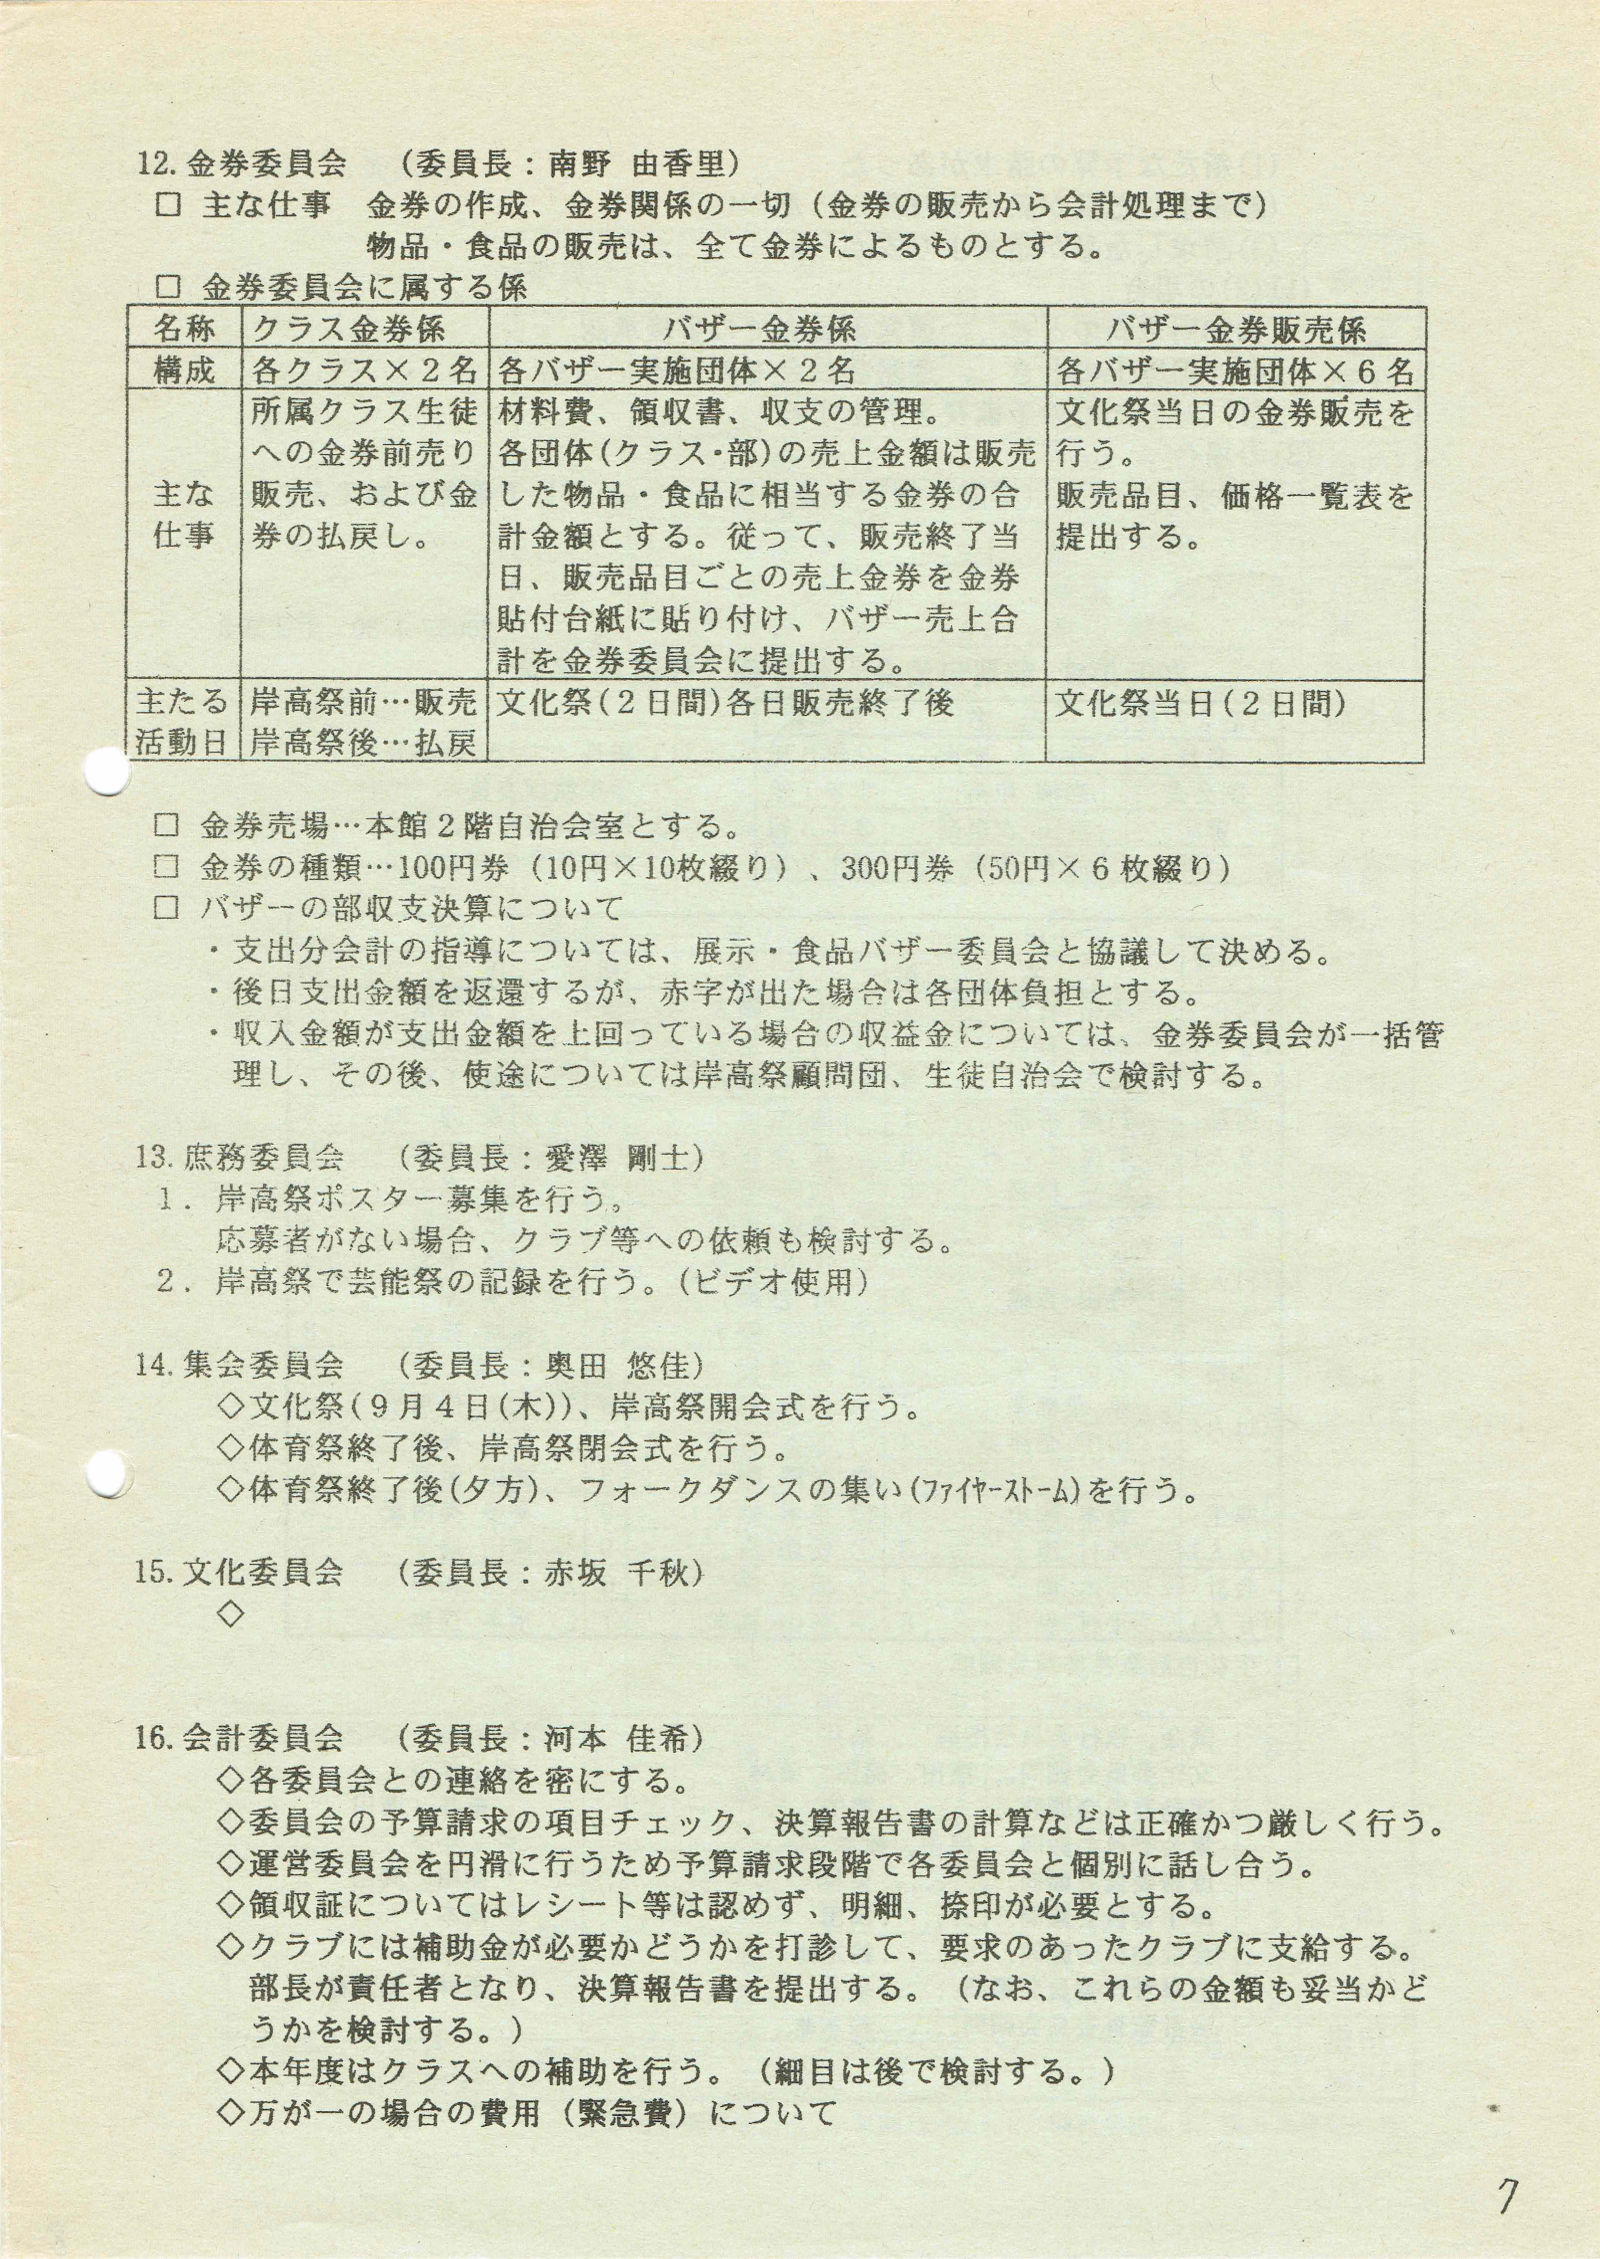 12.金券委員会　（委員長：南野 由香里）
□ 主な仕事　金券の作成、金券関係の一切（金券の販売から会計処理まで）
物品・食品の販売は、全て金券によるものとする。
□ 金券委員会に属する係
名称　クラス金券係　バザー金券係　バザー金券販売係
構成　各クラス×２名　各バザー実施団体×２名　各バザー実施団体×６名
主な
仕事
所属クラス生徒
への金券前売り
販売、および金
券の払戻し。
材料費、領収書、収支の管理。
各団体(クラス・部)の売上金額は販売
した物品・食品に相当する金券の合
計金額とする。従って、販売終了当
日、販売品目ごとの売上金券を金券
貼付台紙に貼り付け、バザー売上合
計を金券委員会に提出する。
文化祭当日の金券販売を
行う。
販売品目、価格一覧表を
提出する。
主たる
活動日
岸高祭前…販売
岸高祭後…払戻
文化祭(２日間)各日販売終了後
文化祭当日(２日間)
□ 金券売場…本館２階自治会室とする。
□ 金券の種類…100円券（10円×10枚綴り）、300円券（50円×６枚綴り）
□ バザーの部収支決算について
・支出分会計の指導については、展示・食品バザー委員会と協議して決める。
・後日支出金額を返還するが、赤字が出た場合は各団体負担とする。
・収入金額が支出金額を上回っている場合の収益金については、金券委員会が一括管
理し、その後、使途については岸高祭顧問団、生徒自治会で検討する。
13.庶務委員会　（委員長：愛澤 剛士）
１．岸高祭ポスター募集を行う。
応募者がない場合、クラブ等への依頼も検討する。
２．岸高祭で芸能祭の記録を行う。(ビデオ使用)
14.集会委員会　（委員長：奥田 悠佳）
◇文化祭(９月４日(木))、岸高祭開会式を行う。
◇体育祭終了後、岸高祭閉会式を行う。
◇体育祭終了後(夕方)、フォークダンスの集い(ﾌｧｲﾔｰｽﾄｰﾑ)を行う。
15.文化委員会　（委員長：赤坂 千秋）
◇
16.会計委員会　（委員長：河本 佳希）
◇各委員会との連絡を密にする。
◇委員会の予算請求の項目チェック、決算報告書の計算などは正確かつ厳しく行う。
◇運営委員会を円滑に行うため予算請求段階で各委員会と個別に話し合う。
◇領収証についてはレシート等は認めず、明細、捺印が必要とする。
◇クラブには補助金が必要かどうかを打診して、要求のあったクラブに支給する。
部長が責任者となり、決算報告書を提出する。（なお、これらの金額も妥当かど
うかを検討する。）
◇本年度はクラスへの補助を行う。（細目は後で検討する。）
◇万が一の場合の費用（緊急費）について
7